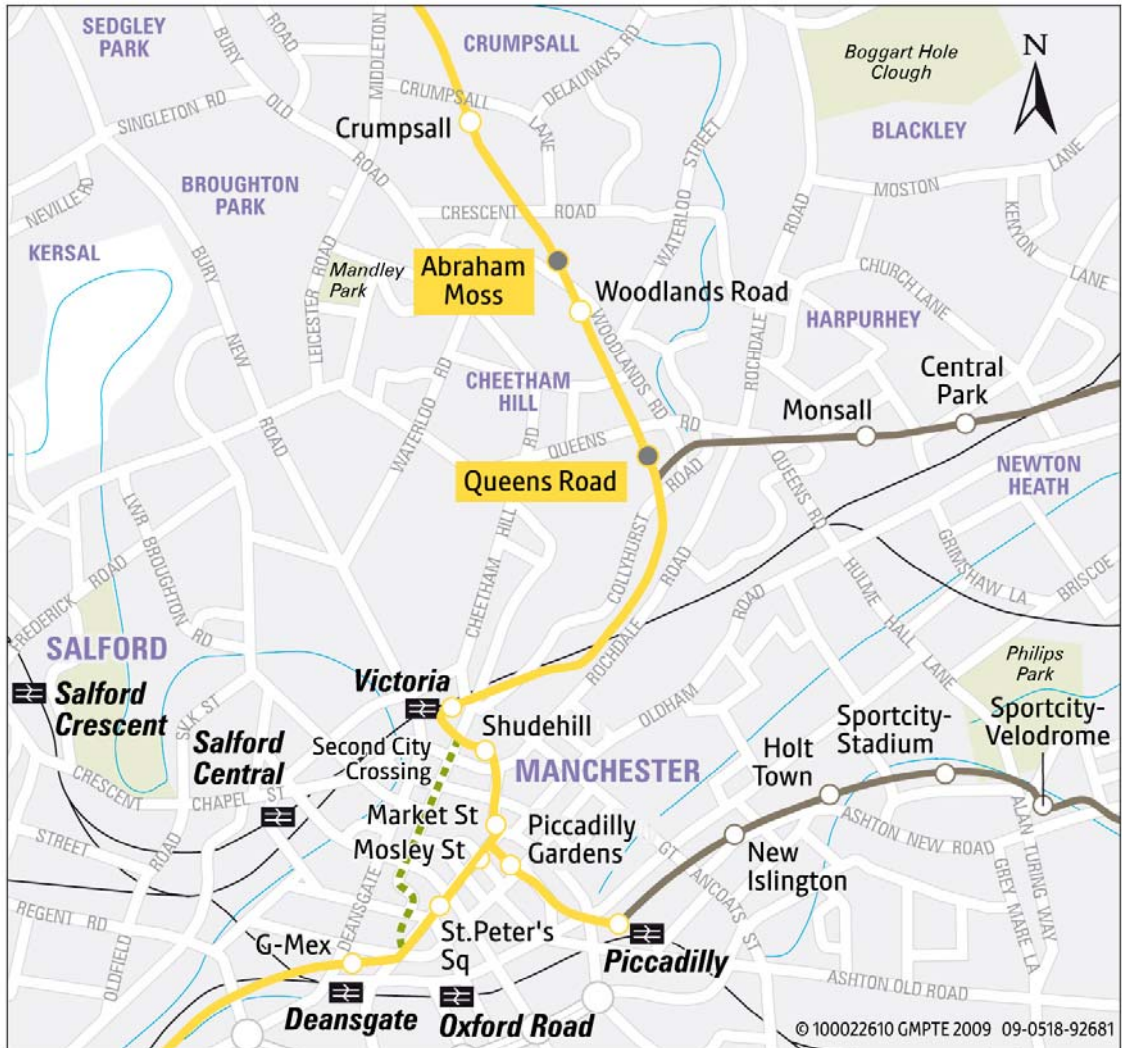 SEDGLEY
PARK
CRUMPSALL
Boggart Hole
Clough
N
BURY
OLD
ROAD
ROAD
MIDDLETON
DELAUNAYS RD
CRUMPSALL
LANE
SINGLETON RD
Crumpsall
STREET
WATERLOO
BLACKLEY
LANE
MOSTON
KENYON
LANE
BROUGHTON
PARK
NEVILLE RD
KERSAL
CRESCENT ROAD
ROAD
BURY
NEW
ROAD
LEICESTER ROAD
Mandley
Park
Abraham
Moss
Woodlands Road
WOODLANDS RD
CHURCH LANE
HARPURHEY
ROCHDALE
ROAD
CHEETHAM
HILL
WATERLOO RD
Central
Park
Monsall
QUEENS RD
Queens Road
QUEENS RD
NEWTON
HEATH
LWR BROUGHTON RD
CHEETHAM HILL RD
COLLYHURST ROAD
ROCHDALE ROAD
GRIMSHAW LA
BRISCOE
HULME HALL LANE
FREDERICK ROAD
SALFORD
Salford
Crescent
Victoria
Shudehill
OLDHAM ROAD
Philips
Park
Sportcity-
Velodrome
Sportcity-
Stadium
Holt
Town
SILK ST
Salford
Central
Second City
Crossing
MANCHESTER
CRESCENT
CHAPEL ST
Market St
Mosley St
Piccadilly
Gardens
New
Islington
ASHTON NEW ROAD
ALAN TURING WAY
GREY MARE LA
GT ANCOATS ST
STREET
REGENT RD
OLDFIELD ROAD
DEANSGATE
G-Mex
St.Peter's
Sq
Piccadilly
Deansgate
Oxford Road
ASHTON OLD ROAD
© 100022610 GMPTE 2009 09-0518-92681